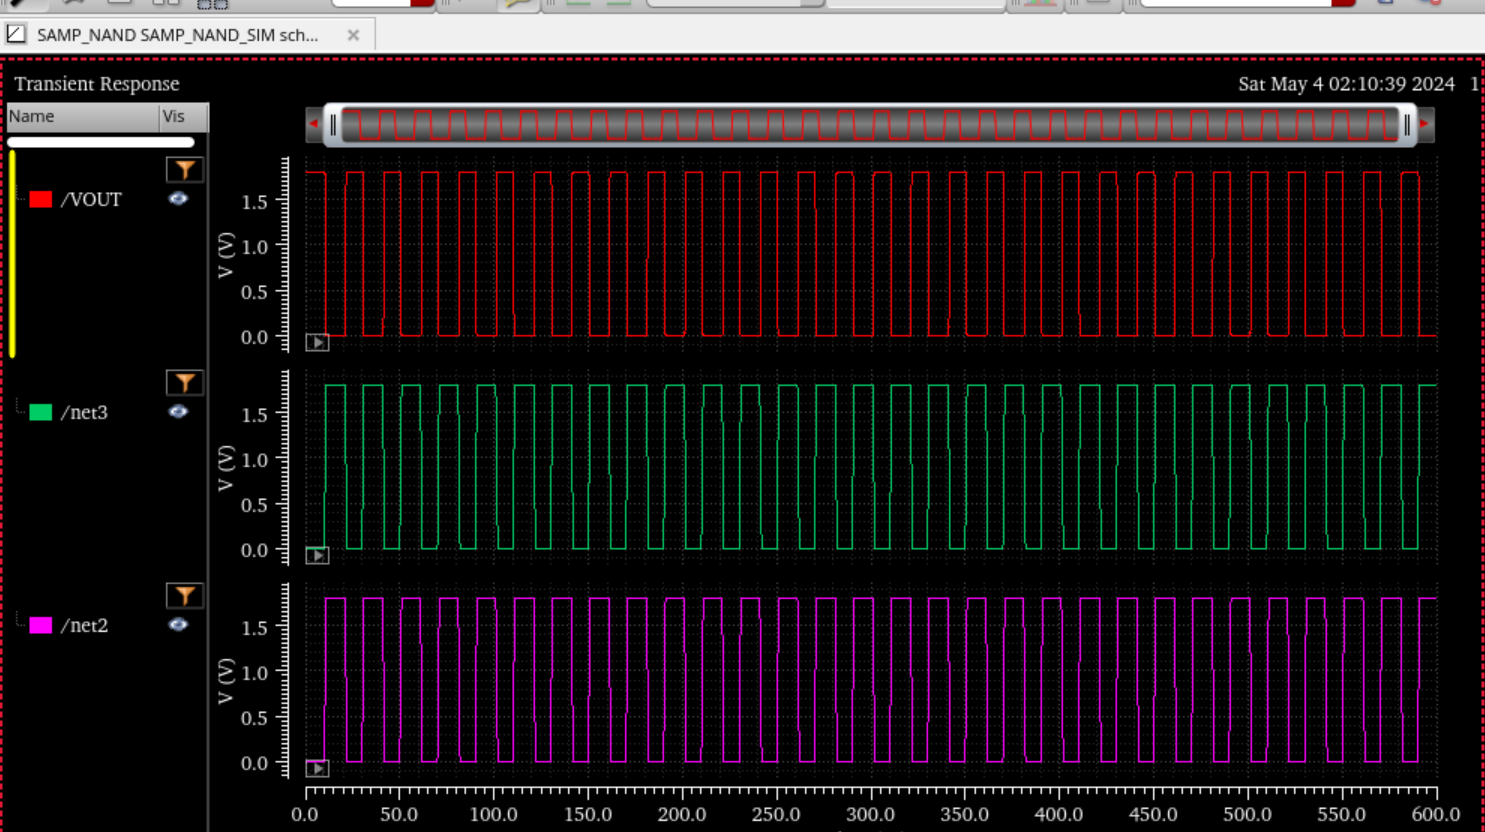 SAMP_NAND SAMP_NAND_SIM sch...
Transient Response
Sat May 4 02:10:39 2024 1
Name Vis
/VOUT
V (V)
1.5
1.0
0.5
0.0
/net3
V (V)
1.5
1.0
0.5
0.0
/net2
V (V)
1.5
1.0
0.5
0.0
0.0 50.0 100.0 150.0 200.0 250.0 300.0 350.0 400.0 450.0 500.0 550.0 600.0